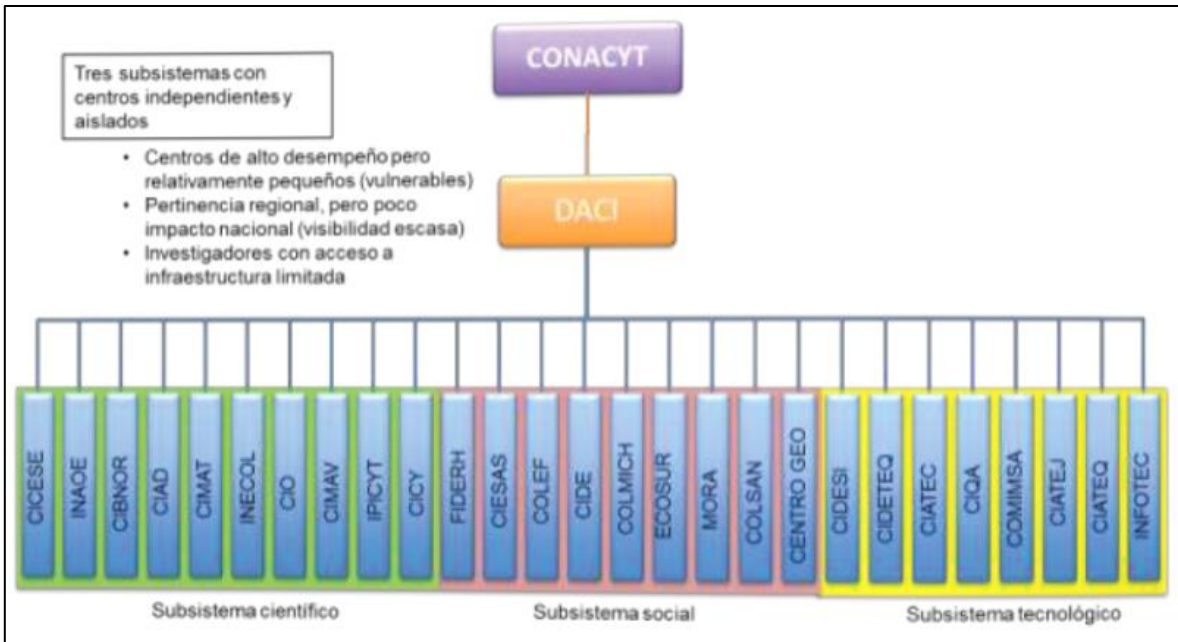 CONACYT
Tres subsistemas con
centros independientes y
aislados
• Centros de alto desempeño pero
relativamente pequeños (vulnerables)
• Pertinencia regional, pero poco
impacto nacional (visibilidad escasa)
• Investigadores con acceso a
infraestructura limitada
DACI
CICESE
INAOE
CIBNOR
CIAD
CIMAT
INECOL
CIO
CIMAV
IPICYT
CICY
FIDERH
CIESAS
COLEF
CIDE
COLMICH
ECOSUR
MORA
COLSAN
CENTRO GEO
CIDESI
CIDETEQ
CIATEC
CIQA
COMIMSA
CIATEJ
CIATEQ
INFOTEC
Subsistema científico
Subsistema social
Subsistema tecnológico